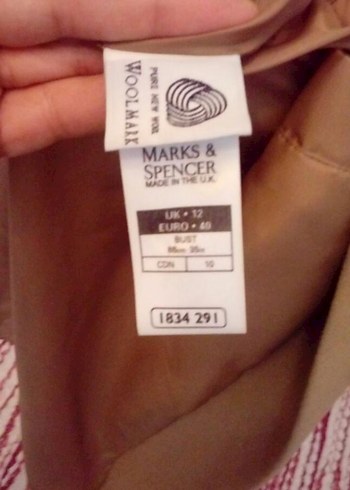 PURE NEW WOOL
WOOLMARK
MARKS &
SPENCER
MADE IN THE U.K.
UK • 12
EURO • 40
BUST
CDN 10
1834 291